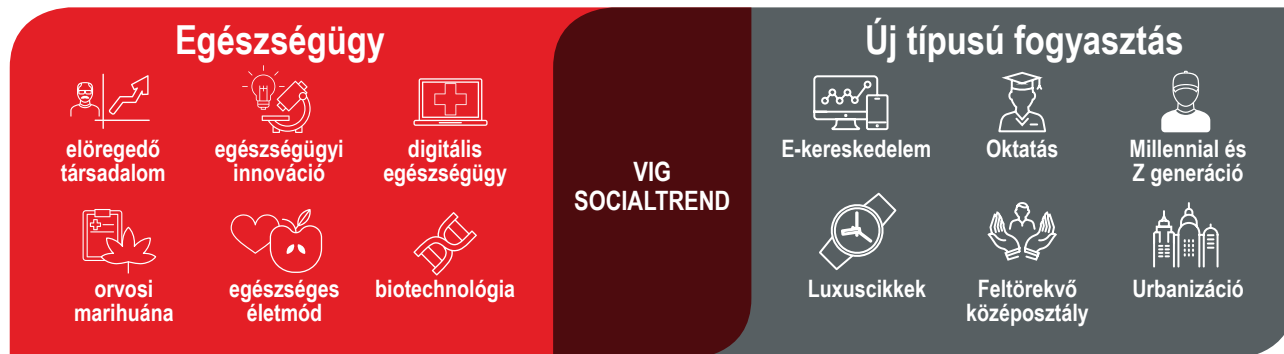 Egészségügy
elöregedő
társadalom
egészségügyi
innováció
digitális
egészségügy
orvosi
marihuána
egészséges
életmód
biotechnológia
VIG
SOCIALTREND
Új típusú fogyasztás
E-kereskedelem
Oktatás
Millennial és
Z generáció
Luxuscikkek
Feltörekvő
középosztály
Urbanizáció